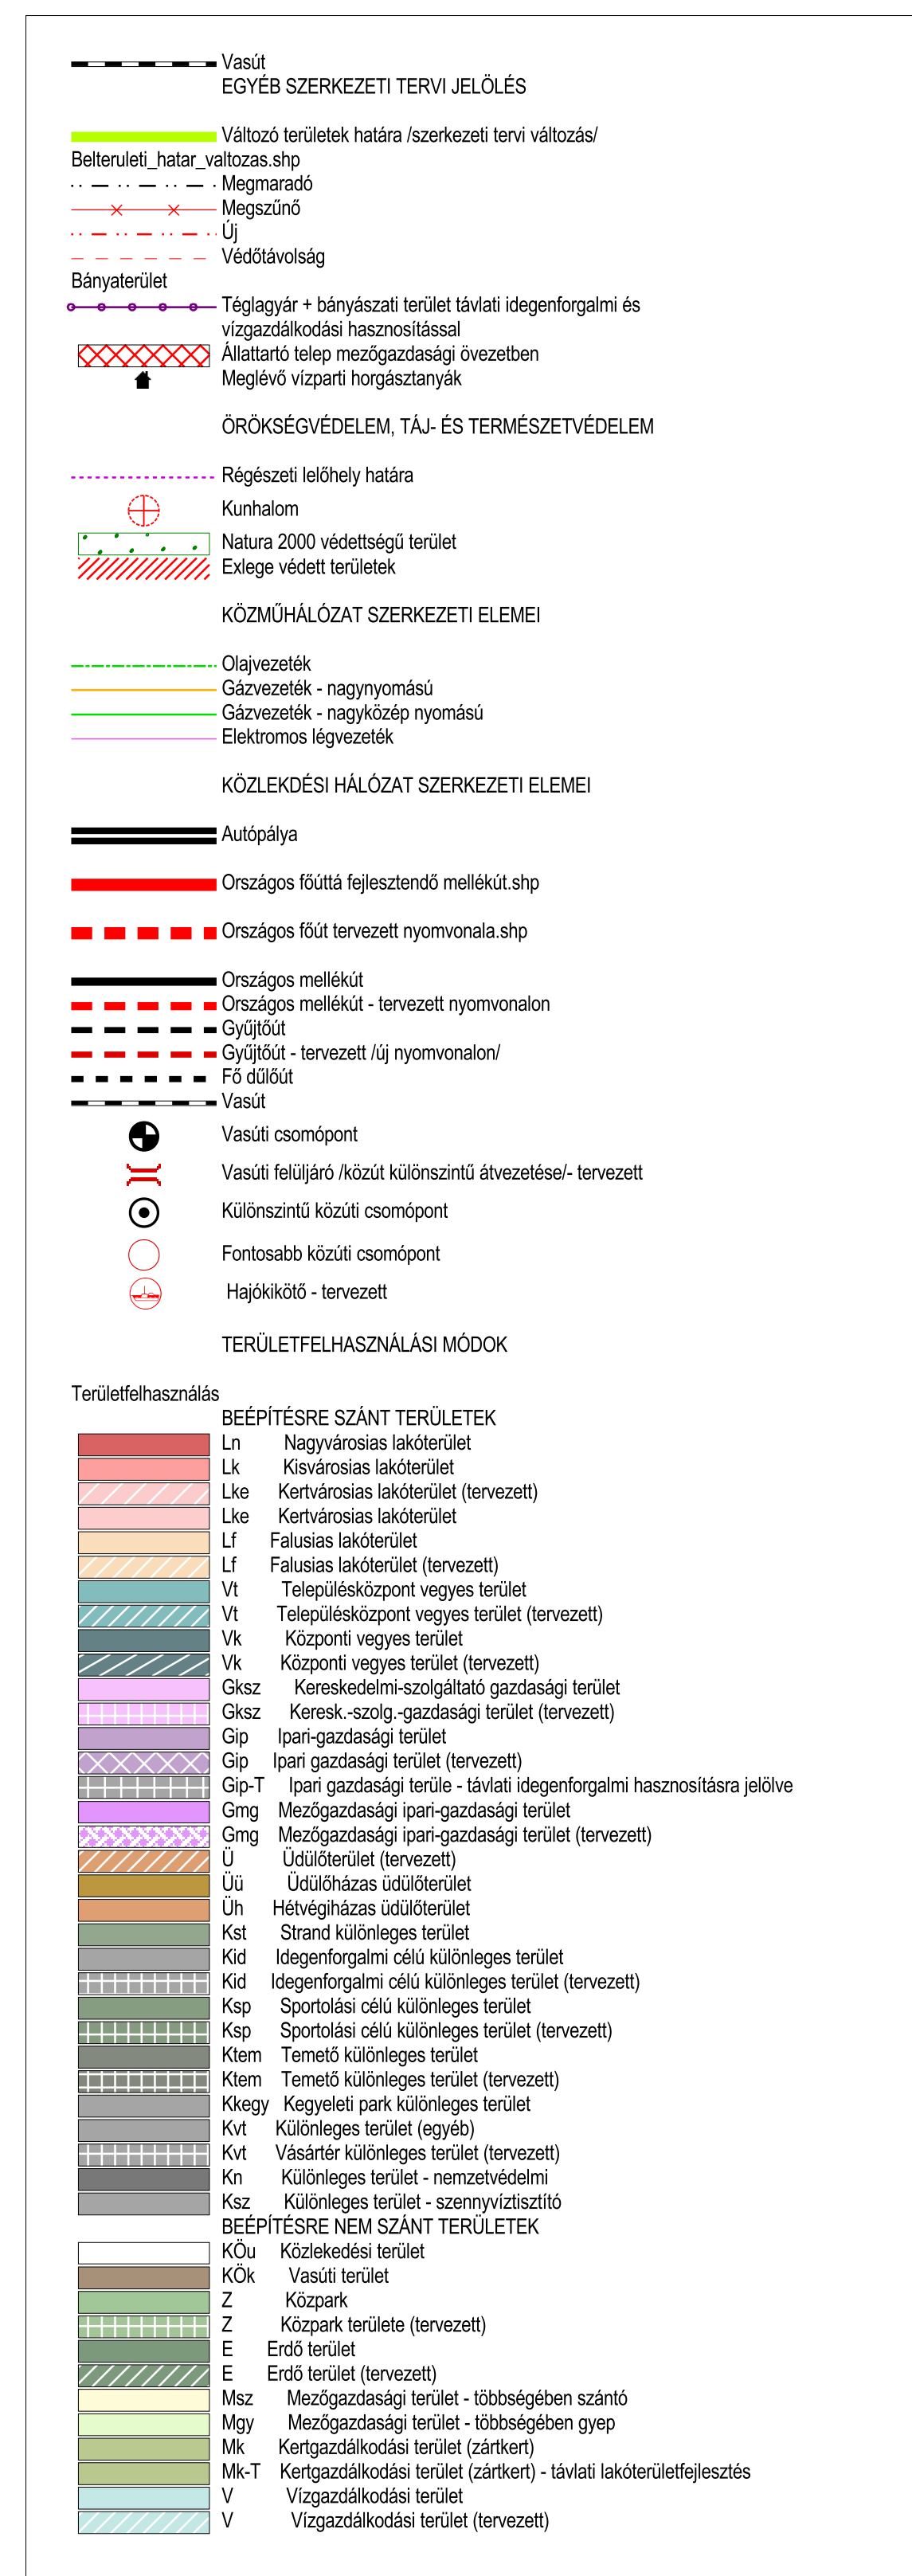 Vasút
EGYÉB SZERKEZETI TERVI JELÖLÉS
Változó területek határa /szerkezeti tervi változás/
Belteruleti_hatar_valtozas.shp
Megmaradó
Megszűnő
Új
Védőtávolság
Bányaterület
Téglagyár + bányászati terület távlati idegenforgalmi és
vízgazdálkodási hasznosítással
Állattartó telep mezőgazdasági övezetben
Meglévő vízparti horgásztanyák
ÖRÖKSÉGVÉDELEM, TÁJ- ÉS TERMÉSZETVÉDELEM
Régészeti lelőhely határa
Kunhalom
Natura 2000 védettségű terület
Exlege védett területek
KÖZMŰHÁLÓZAT SZERKEZETI ELEMEI
Olajvezeték
Gázvezeték - nagynyomású
Gázvezeték - nagyközép nyomású
Elektromos légvezeték
KÖZLEKDÉSI HÁLÓZAT SZERKEZETI ELEMEI
Autópálya
Országos főúttá fejlesztendő mellékút.shp
Országos főút tervezett nyomvonala.shp
Országos mellékút
Országos mellékút - tervezett nyomvonalon
Gyűjtőút
Gyűjtőút - tervezett /új nyomvonalon/
Fő dűlőút
Vasút
Vasúti csomópont
Vasúti felüljáró /közút különszintű átvezetése/- tervezett
Különszintű közúti csomópont
Fontosabb közúti csomópont
Hajókikötő - tervezett
TERÜLETFELHASZNÁLÁSI MÓDOK
Területfelhasználás
BEÉPÍTÉSRE SZÁNT TERÜLETEK
Ln Nagyvárosias lakóterület
Lk Kisvárosias lakóterület
Lke Kertvárosias lakóterület (tervezett)
Lke Kertvárosias lakóterület
Lf Falusias lakóterület
Lf Falusias lakóterület (tervezett)
Vt Településközpont vegyes terület
Vt Településközpont vegyes terület (tervezett)
Vk Központi vegyes terület
Vk Központi vegyes terület (tervezett)
Gksz Kereskedelmi-szolgáltató gazdasági terület
Gksz Keresk.-szolg.-gazdasági terület (tervezett)
Gip Ipari-gazdasági terület
Gip Ipari gazdasági terület (tervezett)
Gip-T Ipari gazdasági terüle - távlati idegenforgalmi hasznosításra jelölve
Gmg Mezőgazdasági ipari-gazdasági terület
Gmg Mezőgazdasági ipari-gazdasági terület (tervezett)
Ü Üdülőterület (tervezett)
Üü Üdülőházas üdülőterület
Üh Hétvégiházas üdülőterület
Kst Strand különleges terület
Kid Idegenforgalmi célú különleges terület
Kid Idegenforgalmi célú különleges terület (tervezett)
Ksp Sportolási célú különleges terület
Ksp Sportolási célú különleges terület (tervezett)
Ktem Temető különleges terület
Ktem Temető különleges terület (tervezett)
Kkegy Kegyeleti park különleges terület
Kvt Különleges terület (egyéb)
Kvt Vásártér különleges terület (tervezett)
Kn Különleges terület - nemzetvédelmi
Ksz Különleges terület - szennyvíztisztító
BEÉPÍTÉSRE NEM SZÁNT TERÜLETEK
KÖu Közlekedési terület
KÖk Vasúti terület
Z Közpark
Z Közpark területe (tervezett)
E Erdő terület
E Erdő terület (tervezett)
Msz Mezőgazdasági terület - többségében szántó
Mgy Mezőgazdasági terület - többségében gyep
Mk Kertgazdálkodási terület (zártkert)
Mk-T Kertgazdálkodási terület (zártkert) - távlati lakóterületfejlesztés
V Vízgazdálkodási terület
V Vízgazdálkodási terület (tervezett)